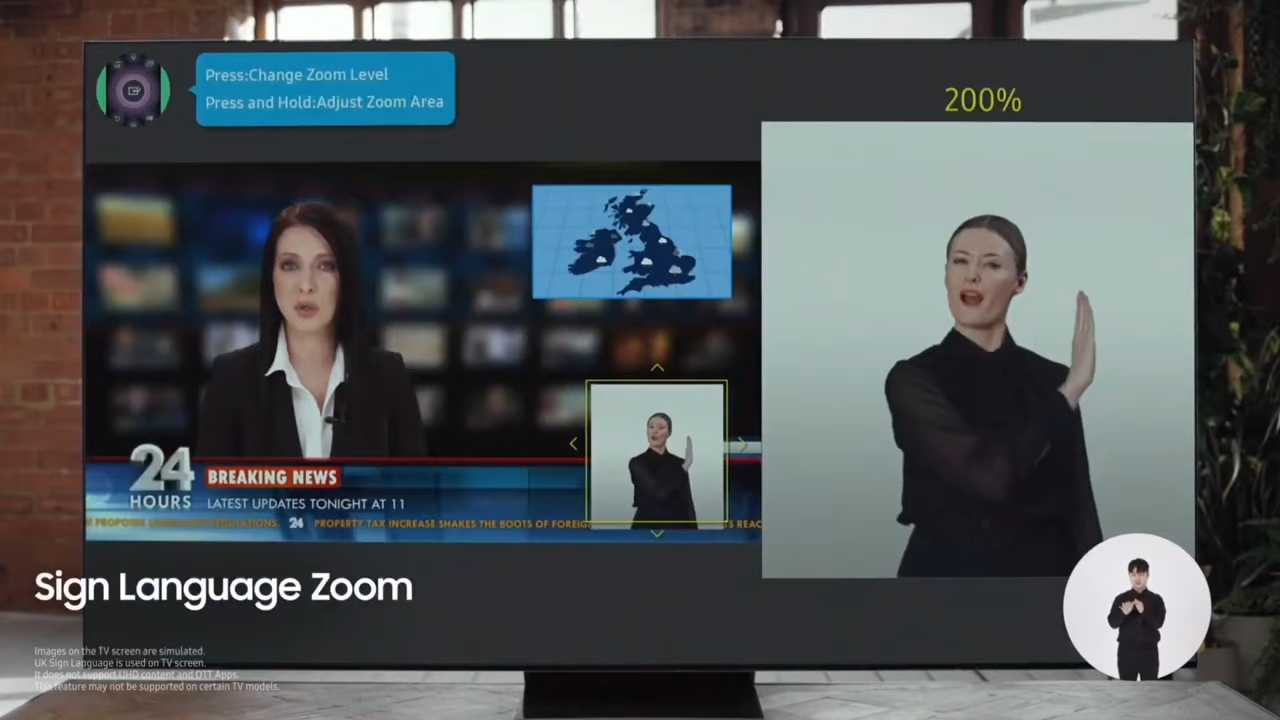 Press:Change Zoom Level
Press and Hold:Adjust Zoom Area
200%
24
HOURS
BREAKING NEWS
LATEST UPDATES TONIGHT AT 11
24 PROPERTY TAX INCREASE SHAKES THE BOOTS OF
Sign Language Zoom
Images on the TV screen are simulated.
UK Sign Language is used on TV screen.
It does not support UHD content and OTT Apps.
This feature may not be supported on certain TV models.